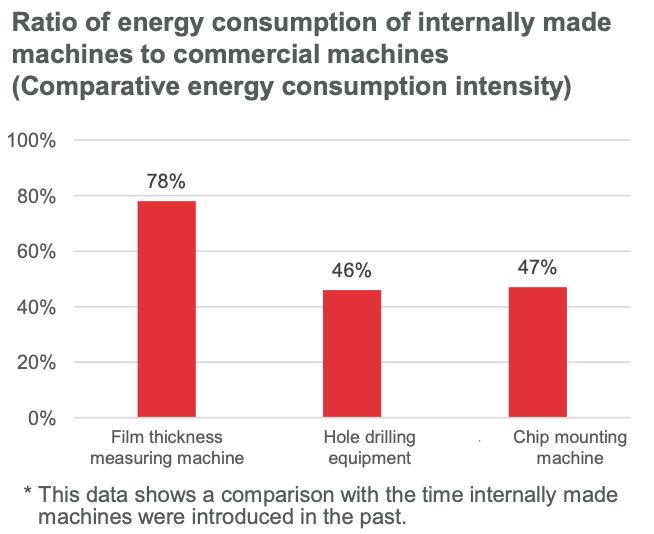 Ratio of energy consumption of internally made
machines to commercial machines
(Comparative energy consumption intensity)
100%
80%
60%
40%
20%
0%
78%
46%
47%
Film thickness
measuring machine
Hole drilling
equipment
Chip mounting
machine
* This data shows a comparison with the time internally made
machines were introduced in the past.